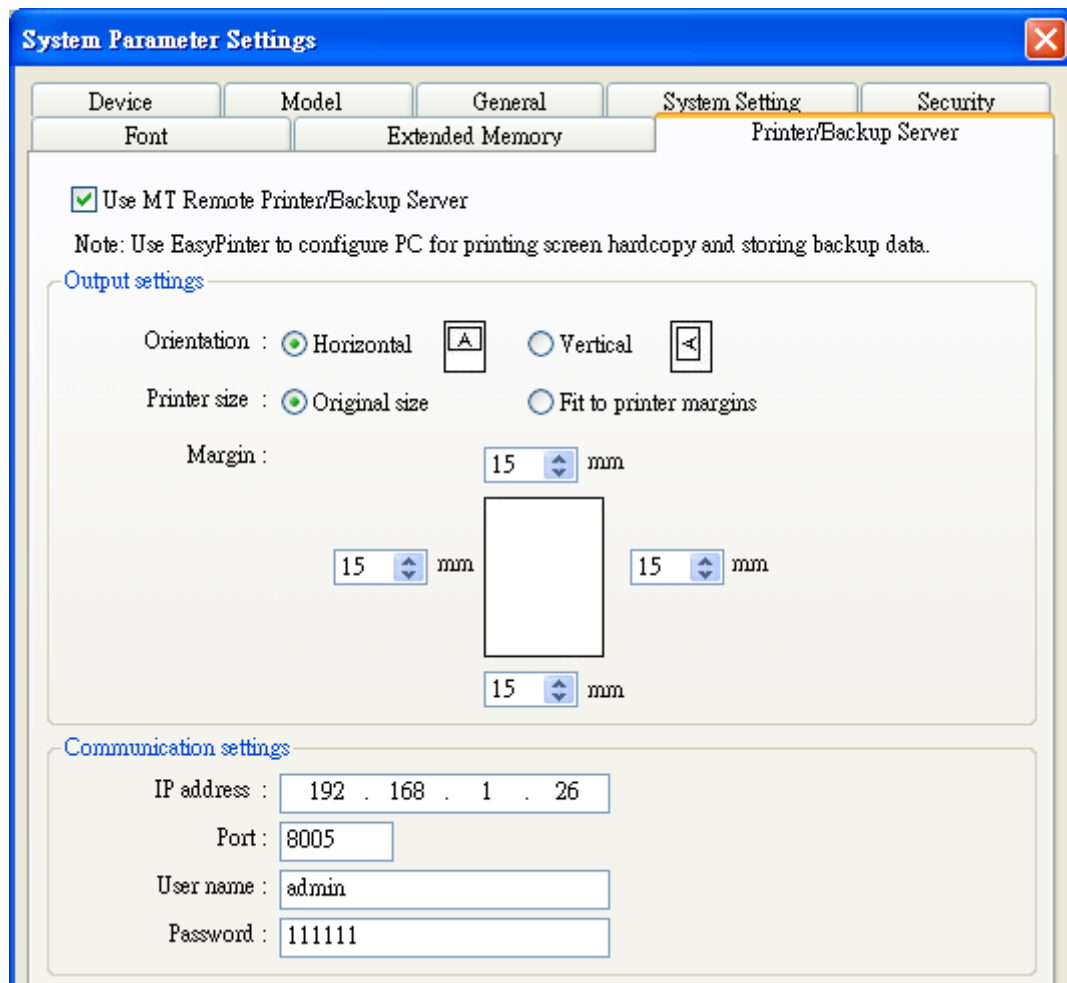 System Parameter Settings
Device Model General System Setting Security
Font Extended Memory Printer/Backup Server
Use MT Remote Printer/Backup Server
Note: Use EasyPinter to configure PC for printing screen hardcopy and storing backup data.
Output settings
Orientation : Horizontal A Vertical A
Printer size : Original size Fit to printer margins
Margin : 15 mm
15 mm 15 mm
15 mm
Communication settings
IP address : 192 . 168 . 1 . 26
Port : 8005
User name : admin
Password : 111111